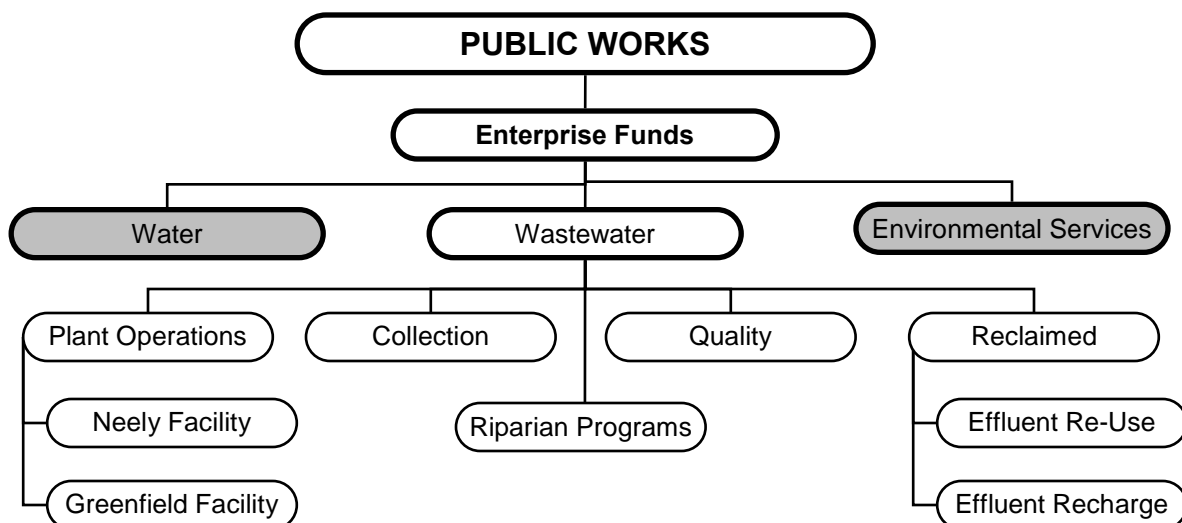 PUBLIC WORKS
Enterprise Funds
Water
Wastewater
Environmental Services
Plant Operations
Collection
Quality
Reclaimed
Neely Facility
Riparian Programs
Effluent Re-Use
Greenfield Facility
Effluent Recharge